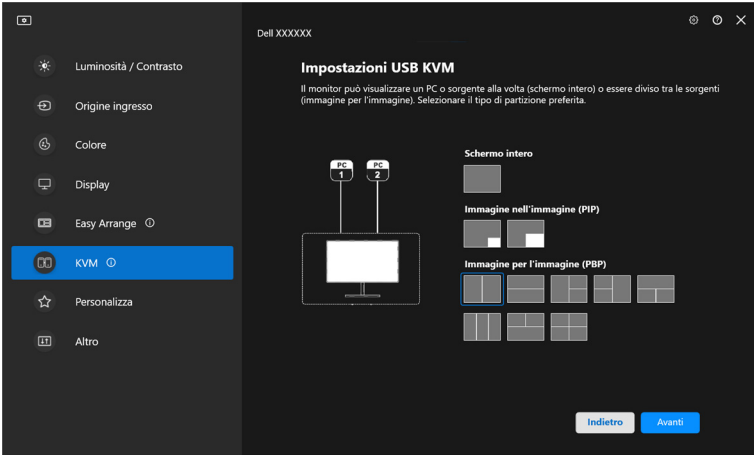 Dell XXXXXX
Luminosità / Contrasto
Origine ingresso
Colore
Display
Easy Arrange
KVM
Personalizza
Altro
Impostazioni USB KVM
Il monitor può visualizzare un PC o sorgente alla volta (schermo intero) o essere diviso tra le sorgenti
(immagine per l'immagine). Selezionare il tipo di partizione preferita.
PC 1
PC 2
Schermo intero
Immagine nell'immagine (PIP)
Immagine per l'immagine (PBP)
Indietro
Avanti